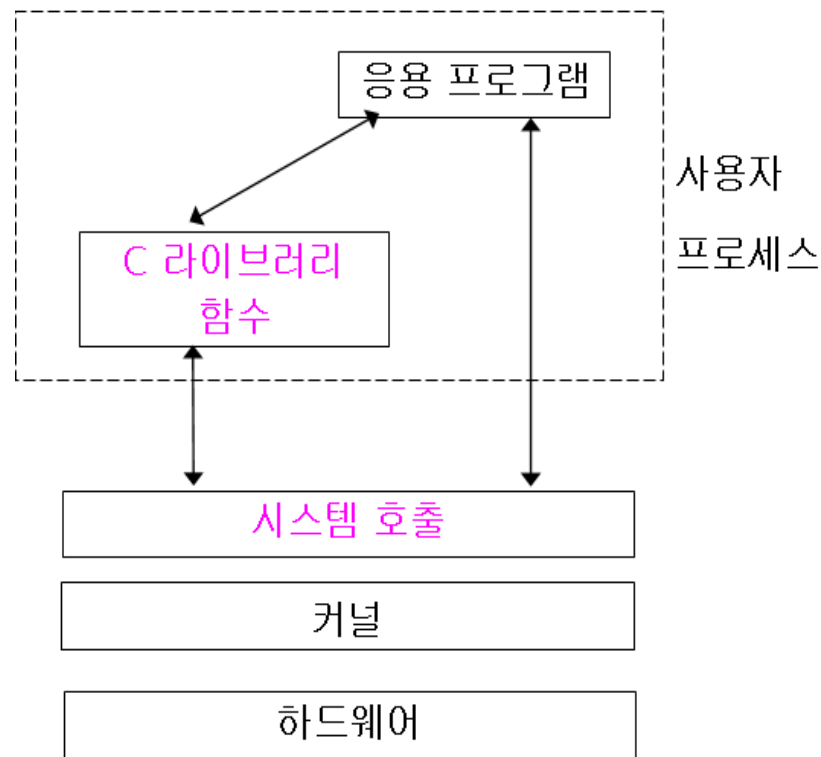 응용 프로그램
사용자
프로세스
C 라이브러리
함수
시스템 호출
커널
하드웨어